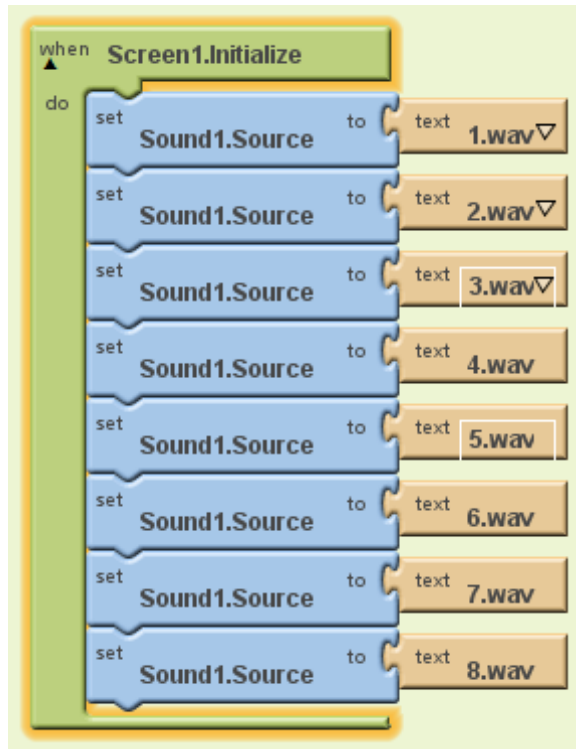 when Screen1.Initialize
do
set Sound1.Source to text 1.wav
set Sound1.Source to text 2.wav
set Sound1.Source to text 3.wav
set Sound1.Source to text 4.wav
set Sound1.Source to text 5.wav
set Sound1.Source to text 6.wav
set Sound1.Source to text 7.wav
set Sound1.Source to text 8.wav